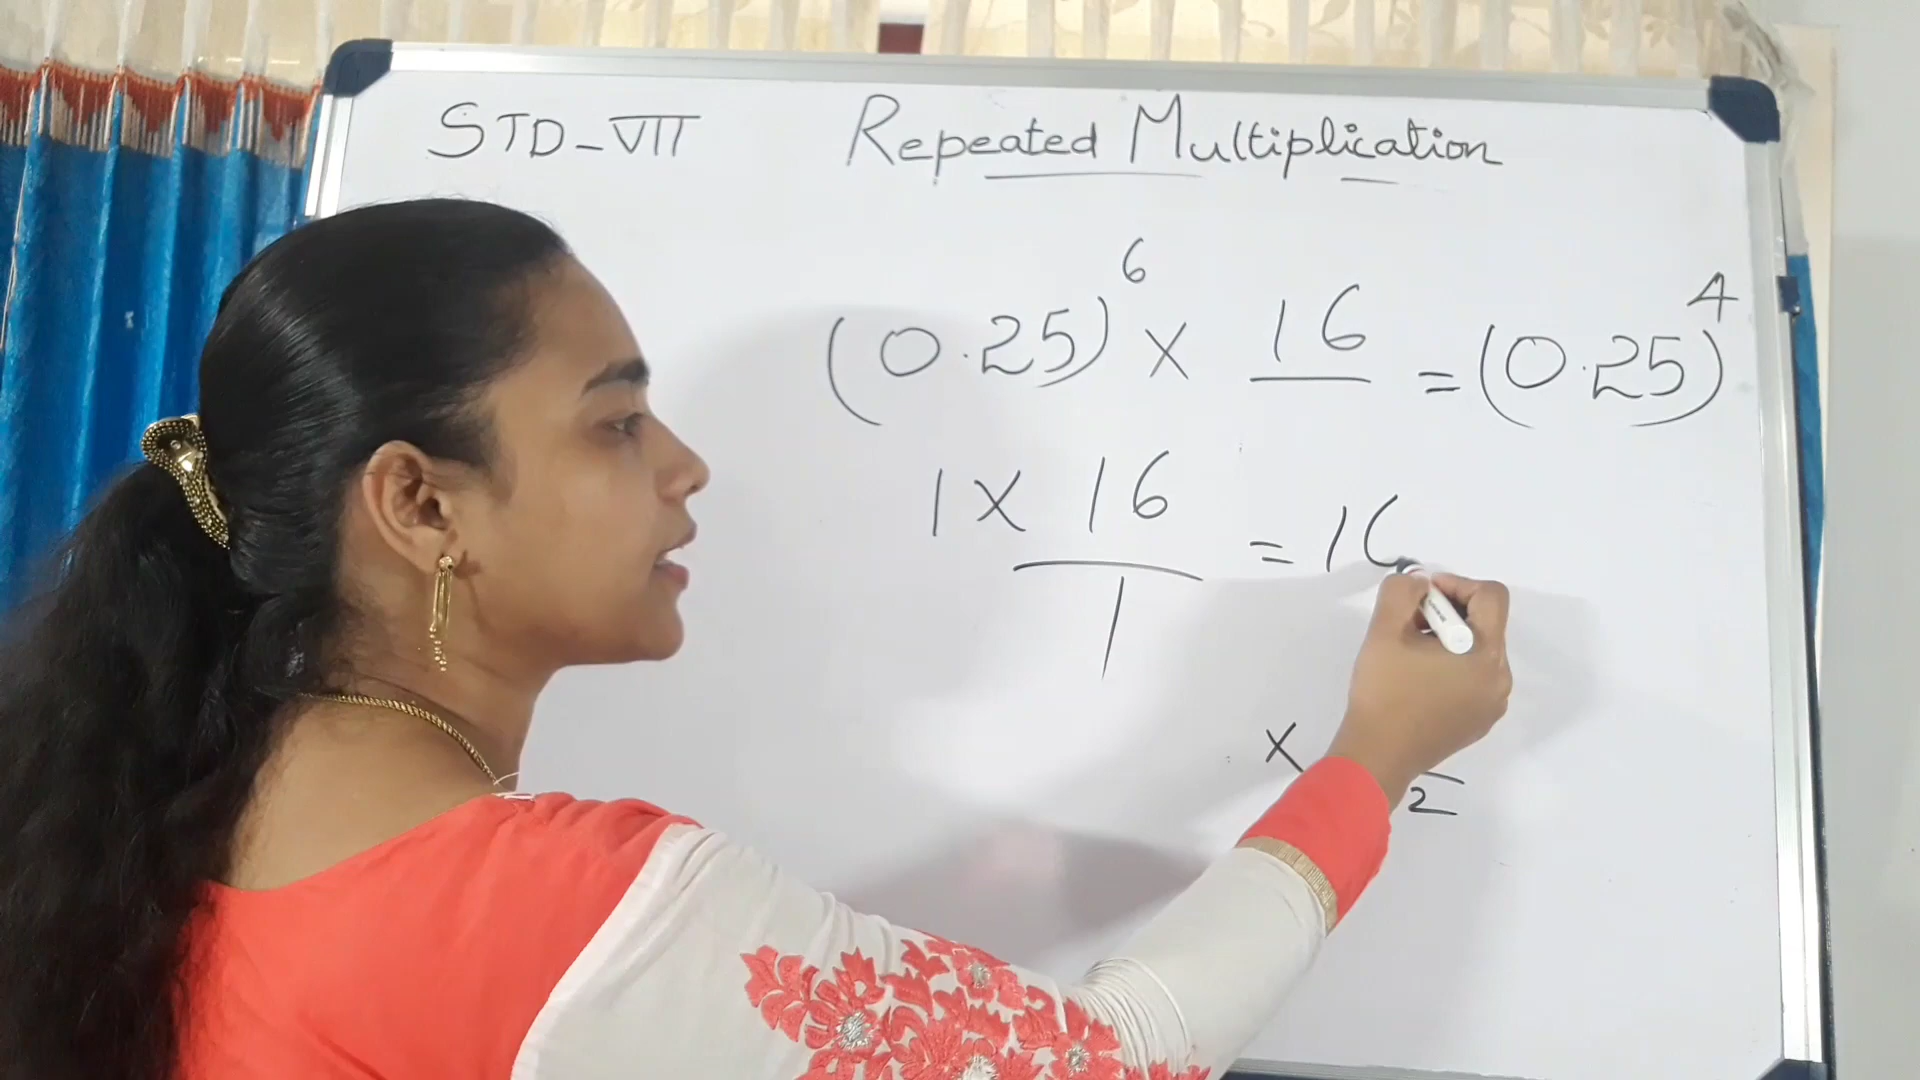 STD-VII Repeated Multiplication
(0.25)⁶ × 16 = (0.25)⁴
1 × 16 = 16
1
×
2